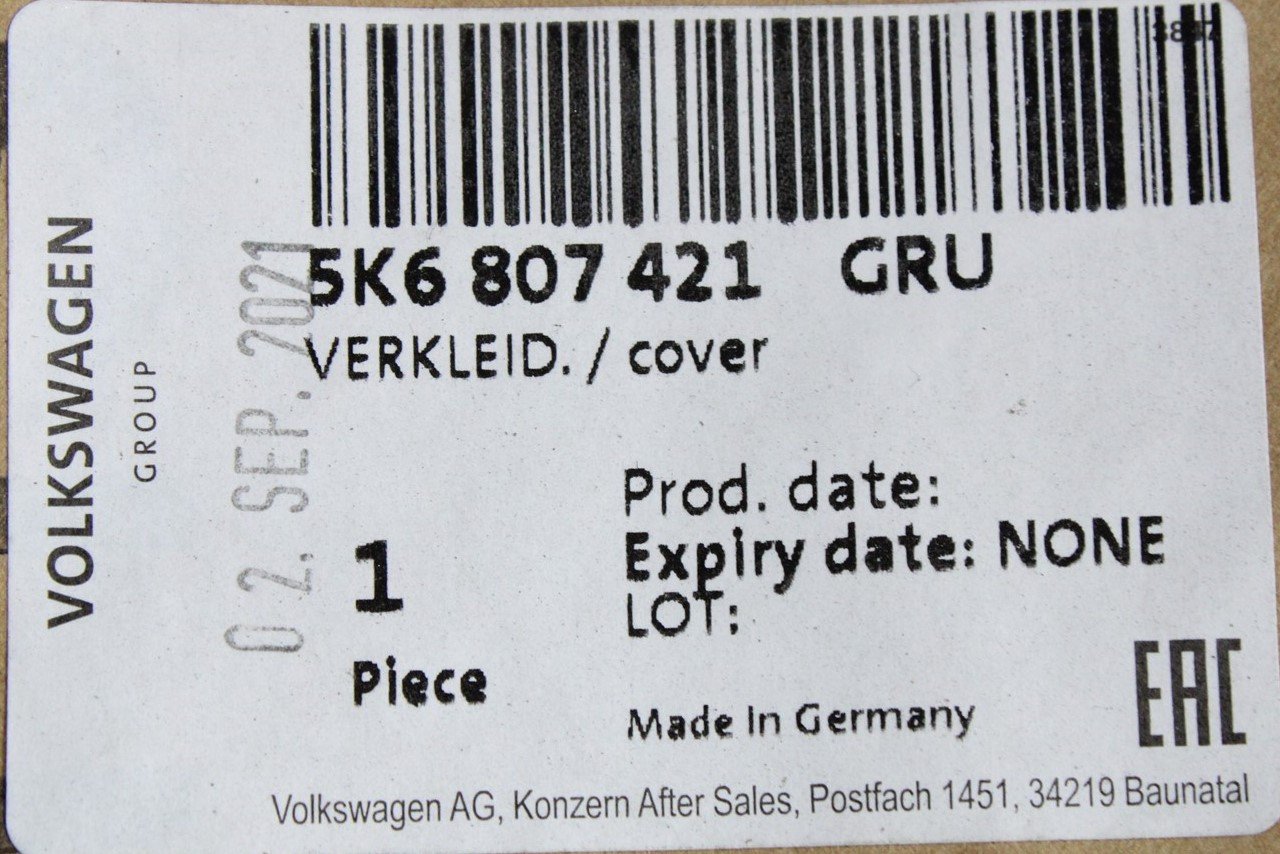 5K6 807 421 GRU
VERKLEID. / cover
VOLKSWAGEN
GROUP
02. SEP. 2021
Prod. date:
Expiry date: NONE
LOT:
1
Piece
Made in Germany
EAC
Volkswagen AG, Konzern After Sales, Postfach 1451, 34219 Baunatal